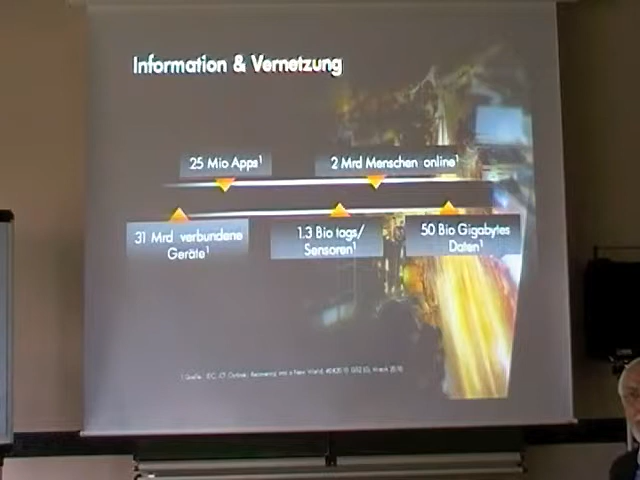 Information & Vernetzung
25 Mio Apps¹
2 Mrd Menschen online¹
31 Mrd verbundene
Geräte¹
1.3 Bio tags/
Sensoren¹
50 Bio Gigabytes
Daten¹